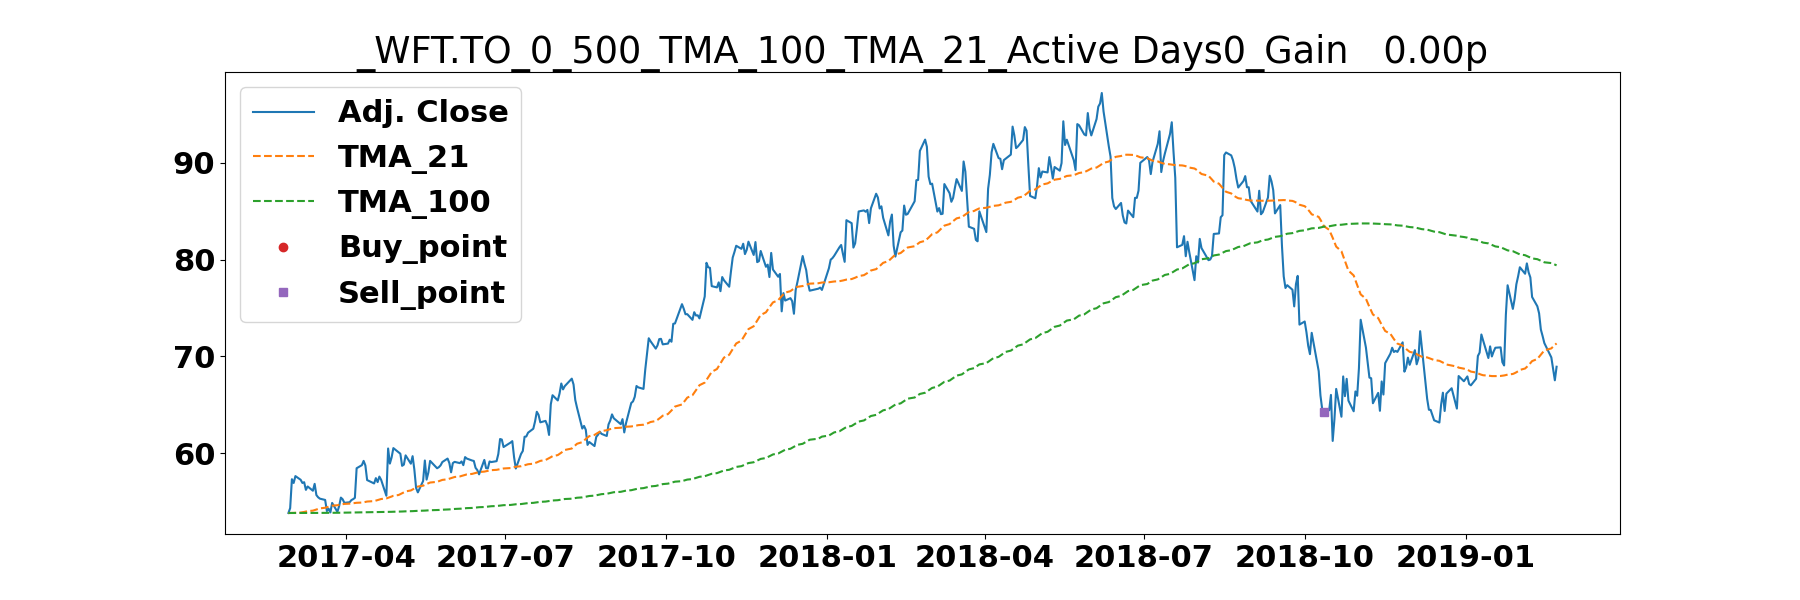 _WFT.TO_0_500_TMA_100_TMA_21_Active Days0_Gain   0.00p
Adj. Close
TMA_21
TMA_100
Buy_point
Sell_point
90
80
70
60
2017-04 2017-07 2017-10 2018-01 2018-04 2018-07 2018-10 2019-01